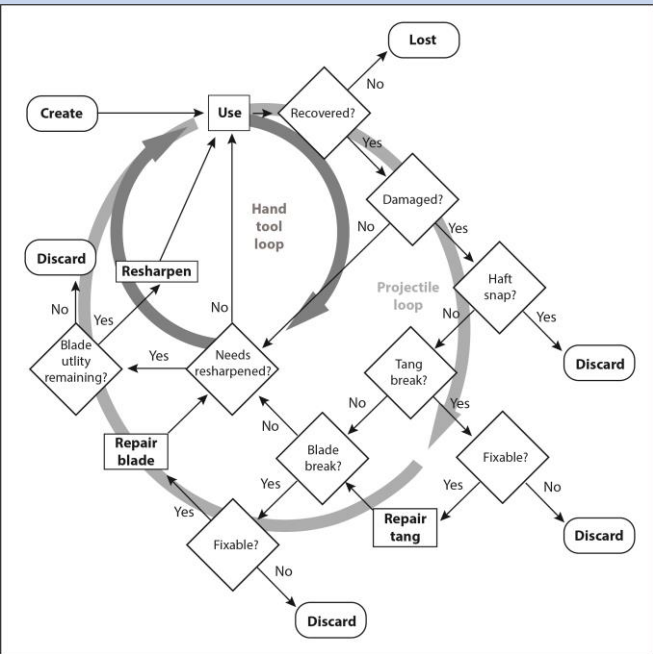 Lost
No
Create
Use
Recovered?
Yes
Damaged?
No
Yes
Hand
tool
loop
Discard
Resharpen
Projectile
loop
Haft
snap?
No
Yes
No
Yes
No
Blade
utlity
remaining?
Yes
Needs
resharpened?
Tang
break?
Discard
No
Yes
No
Repair
blade
Blade
break?
Fixable?
Yes
Yes
No
Yes
Fixable?
Repair
tang
Discard
No
Discard